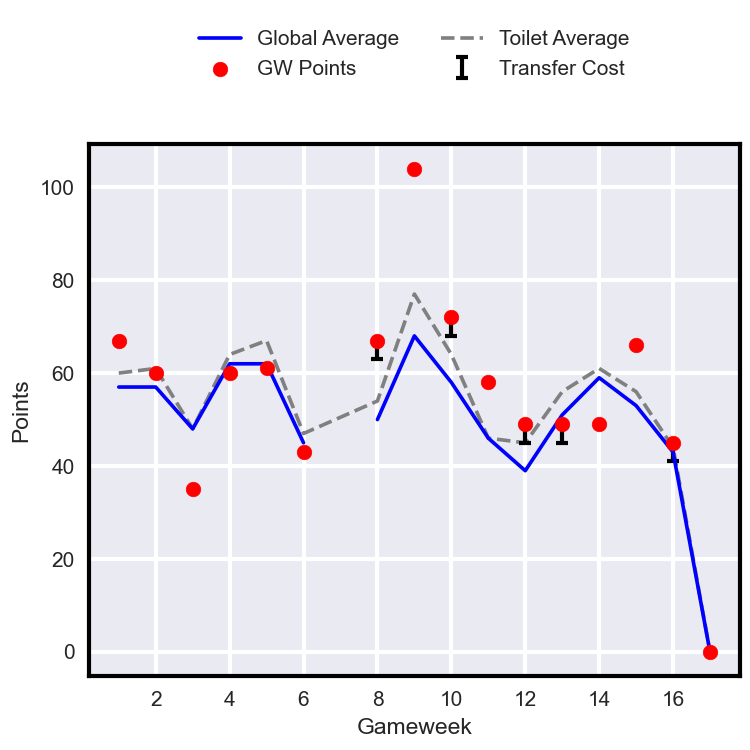 Global Average
Toilet Average
GW Points
Transfer Cost
100
80
60
40
20
0
Points
2 4 6 8 10 12 14 16
Gameweek